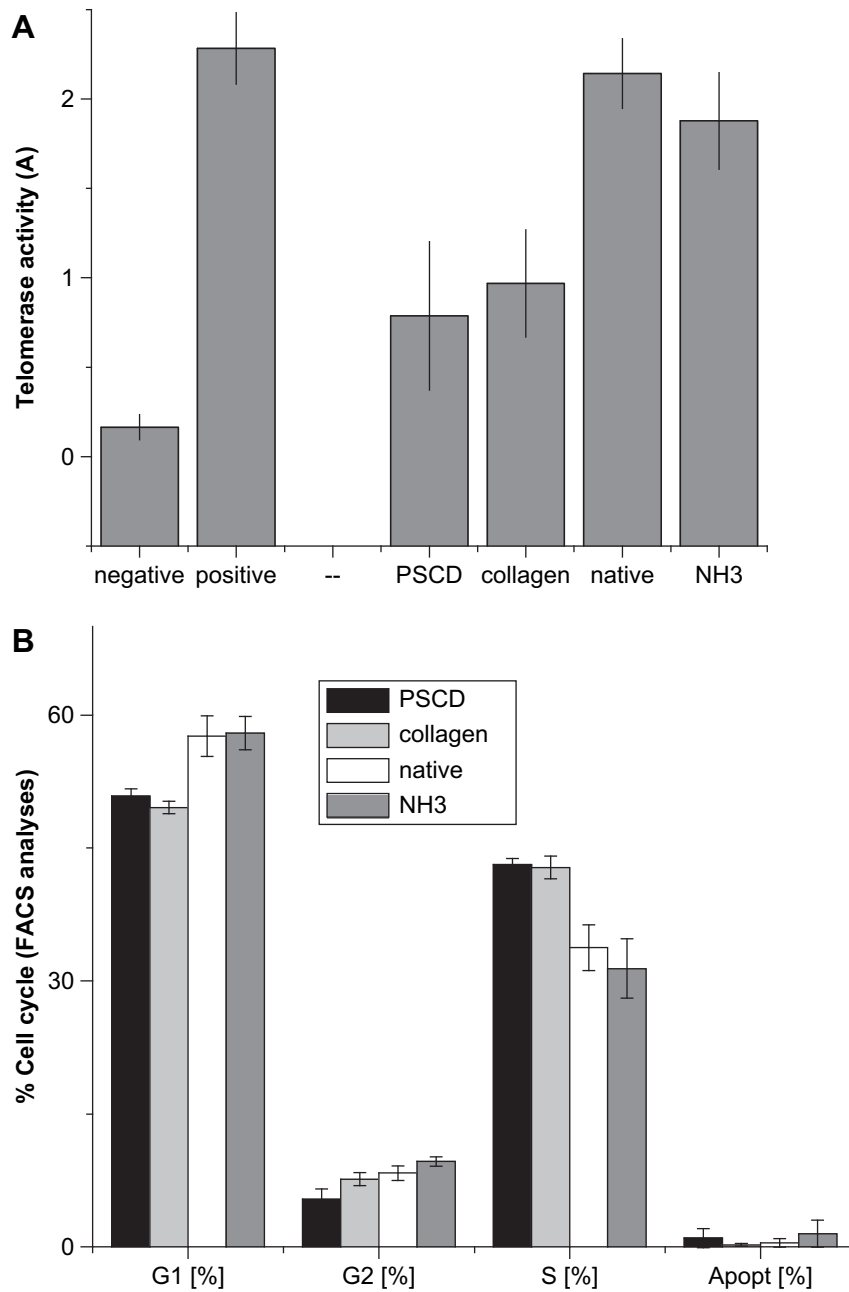 A
Telomerase activity (A)
2
1
0
negative positive -- PSCD collagen native NH3
B
% Cell cycle (FACS analyses)
60
30
0
PSCD
collagen
native
NH3
G1 [%] G2 [%] S [%] Apopt [%]